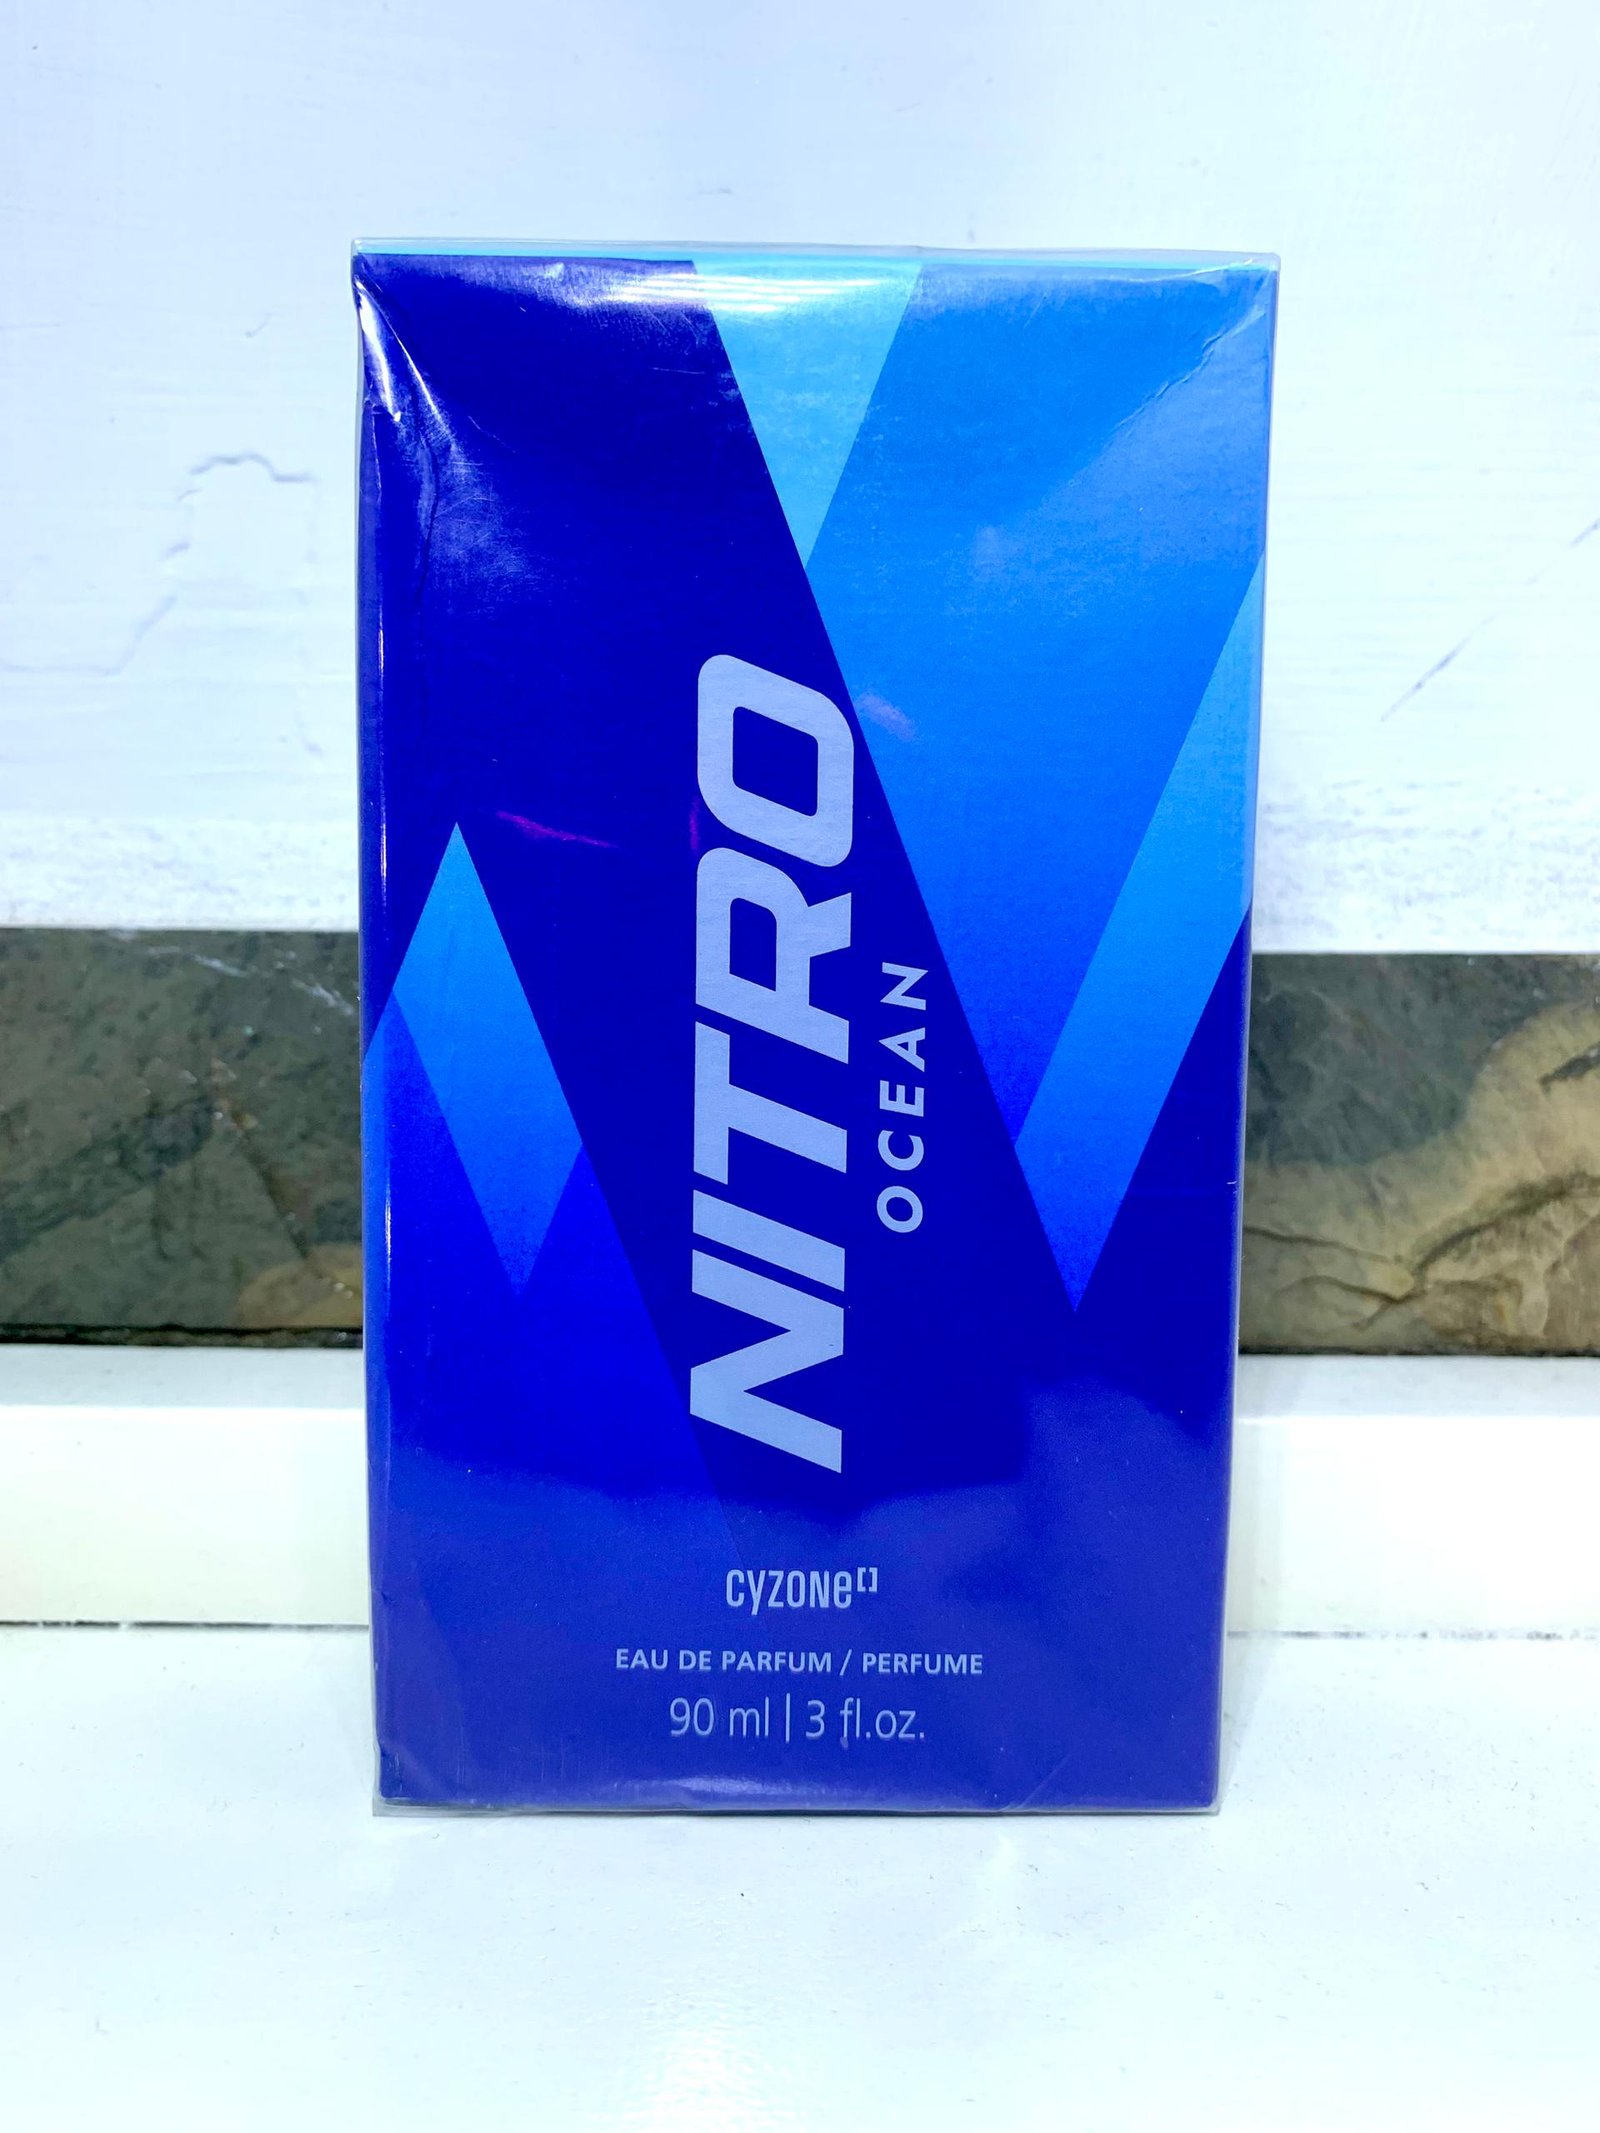 NITRO
OCEAN
cyzone[]
EAU DE PARFUM / PERFUME
90 ml | 3 fl.oz.